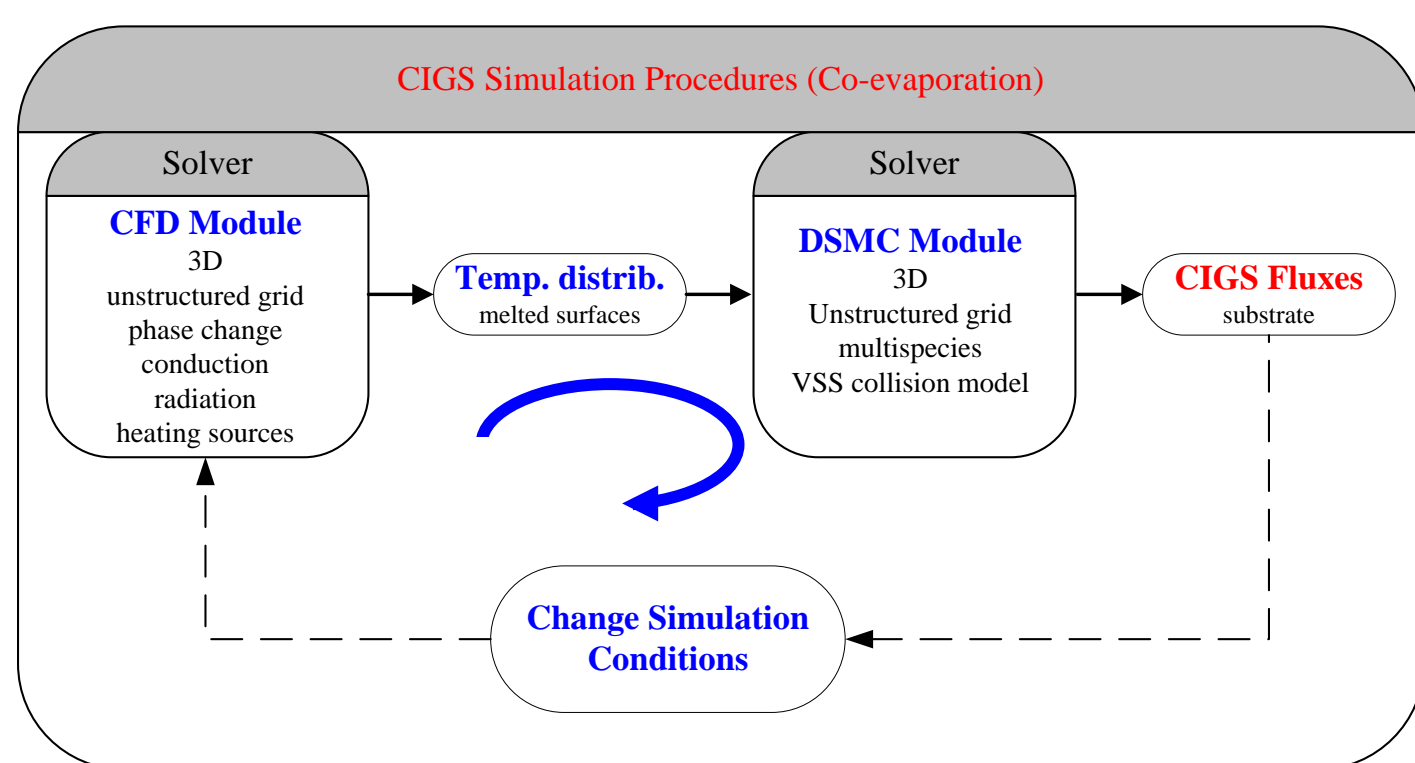 CIGS Simulation Procedures (Co-evaporation)
Solver
CFD Module
3D
unstructured grid
phase change
conduction
radiation
heating sources
Temp. distrib.
melted surfaces
Solver
DSMC Module
3D
Unstructured grid
multispecies
VSS collision model
CIGS Fluxes
substrate
Change Simulation
Conditions